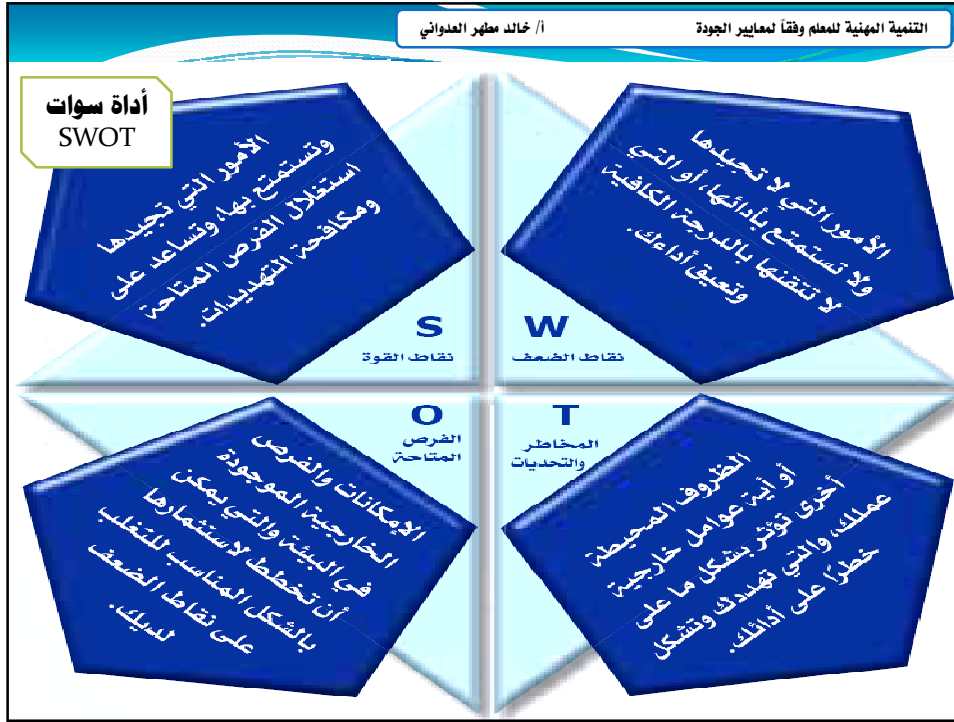 التنمية المهنية للمعلم وفقاً لمعايير الجودة
أ/ خالد مطهر العدواني
أداة سوات
SWOT
الأمور التي لا تجيدها
ولا تستمتع بأدائها، أو التي
لا تتقنها بالدرجة الكافية
وتعيق أداءك.
W
نقاط الضعف
الأمور التي تجيدها
وتستمتع بها، وتساعد على
استغلال الفرص المتاحة
ومكافحة التهديدات.
S
نقاط القوة
T
المخاطر
والتحديات
الظروف المحيطة
أو أية عوامل خارجية
أخرى تؤثر بشكل ما على
عملك، والتي تهددك وتشكل
خطرًا على أدائك.
O
الفرص
المتاحة
الإمكانات والفرص
الخارجية الموجودة
في البيئة والتي يمكن
أن تخطط لاستثمارها
بالشكل المناسب للتغلب
على نقاط الضعف
لديك.